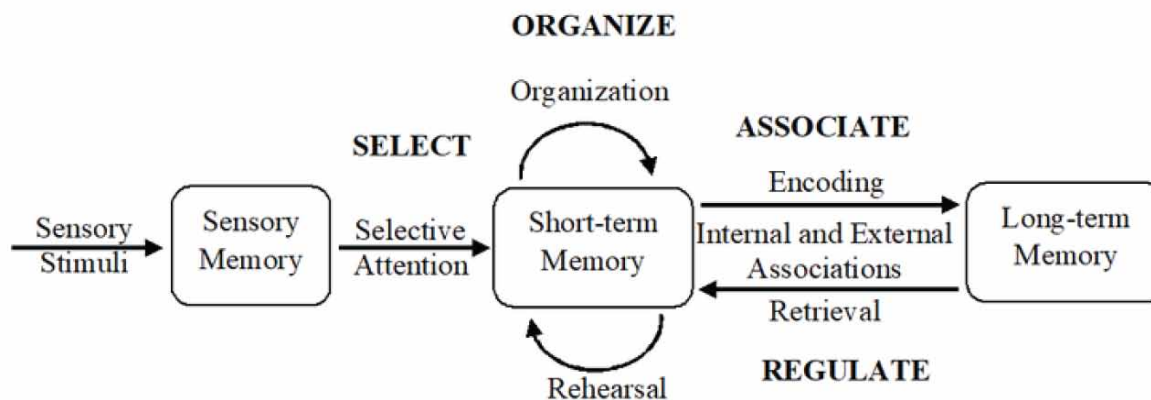 ORGANIZE
Organization
SELECT
ASSOCIATE
Sensory
Stimuli
Sensory
Memory
Selective
Attention
Short-term
Memory
Encoding
Internal and External
Associations
Retrieval
Long-term
Memory
Rehearsal
REGULATE